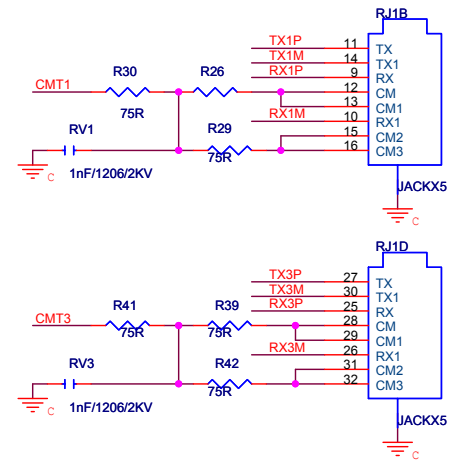 RJ1B
TX1P 11 TX
TX1M 14 TX1
RX1P 9 RX
CMT1 R30 75R R26 12 CM
13 CM1
RX1M 10 RX1
RV1 R29 75R 15 CM2
16 CM3
1nF/1206/2KV
C
JACKX5
C
RJ1D
TX3P 27 TX
TX3M 30 TX1
RX3P 25 RX
CMT3 R41 75R R39 75R 28 CM
29 CM1
RX3M 26 RX1
RV3 R42 75R 31 CM2
32 CM3
1nF/1206/2KV
C
JACKX5
C